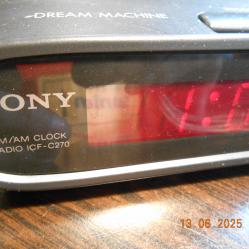 DREAM MACHINE
SONY
FM/AM CLOCK
RADIO ICF-C270
13 06 2025